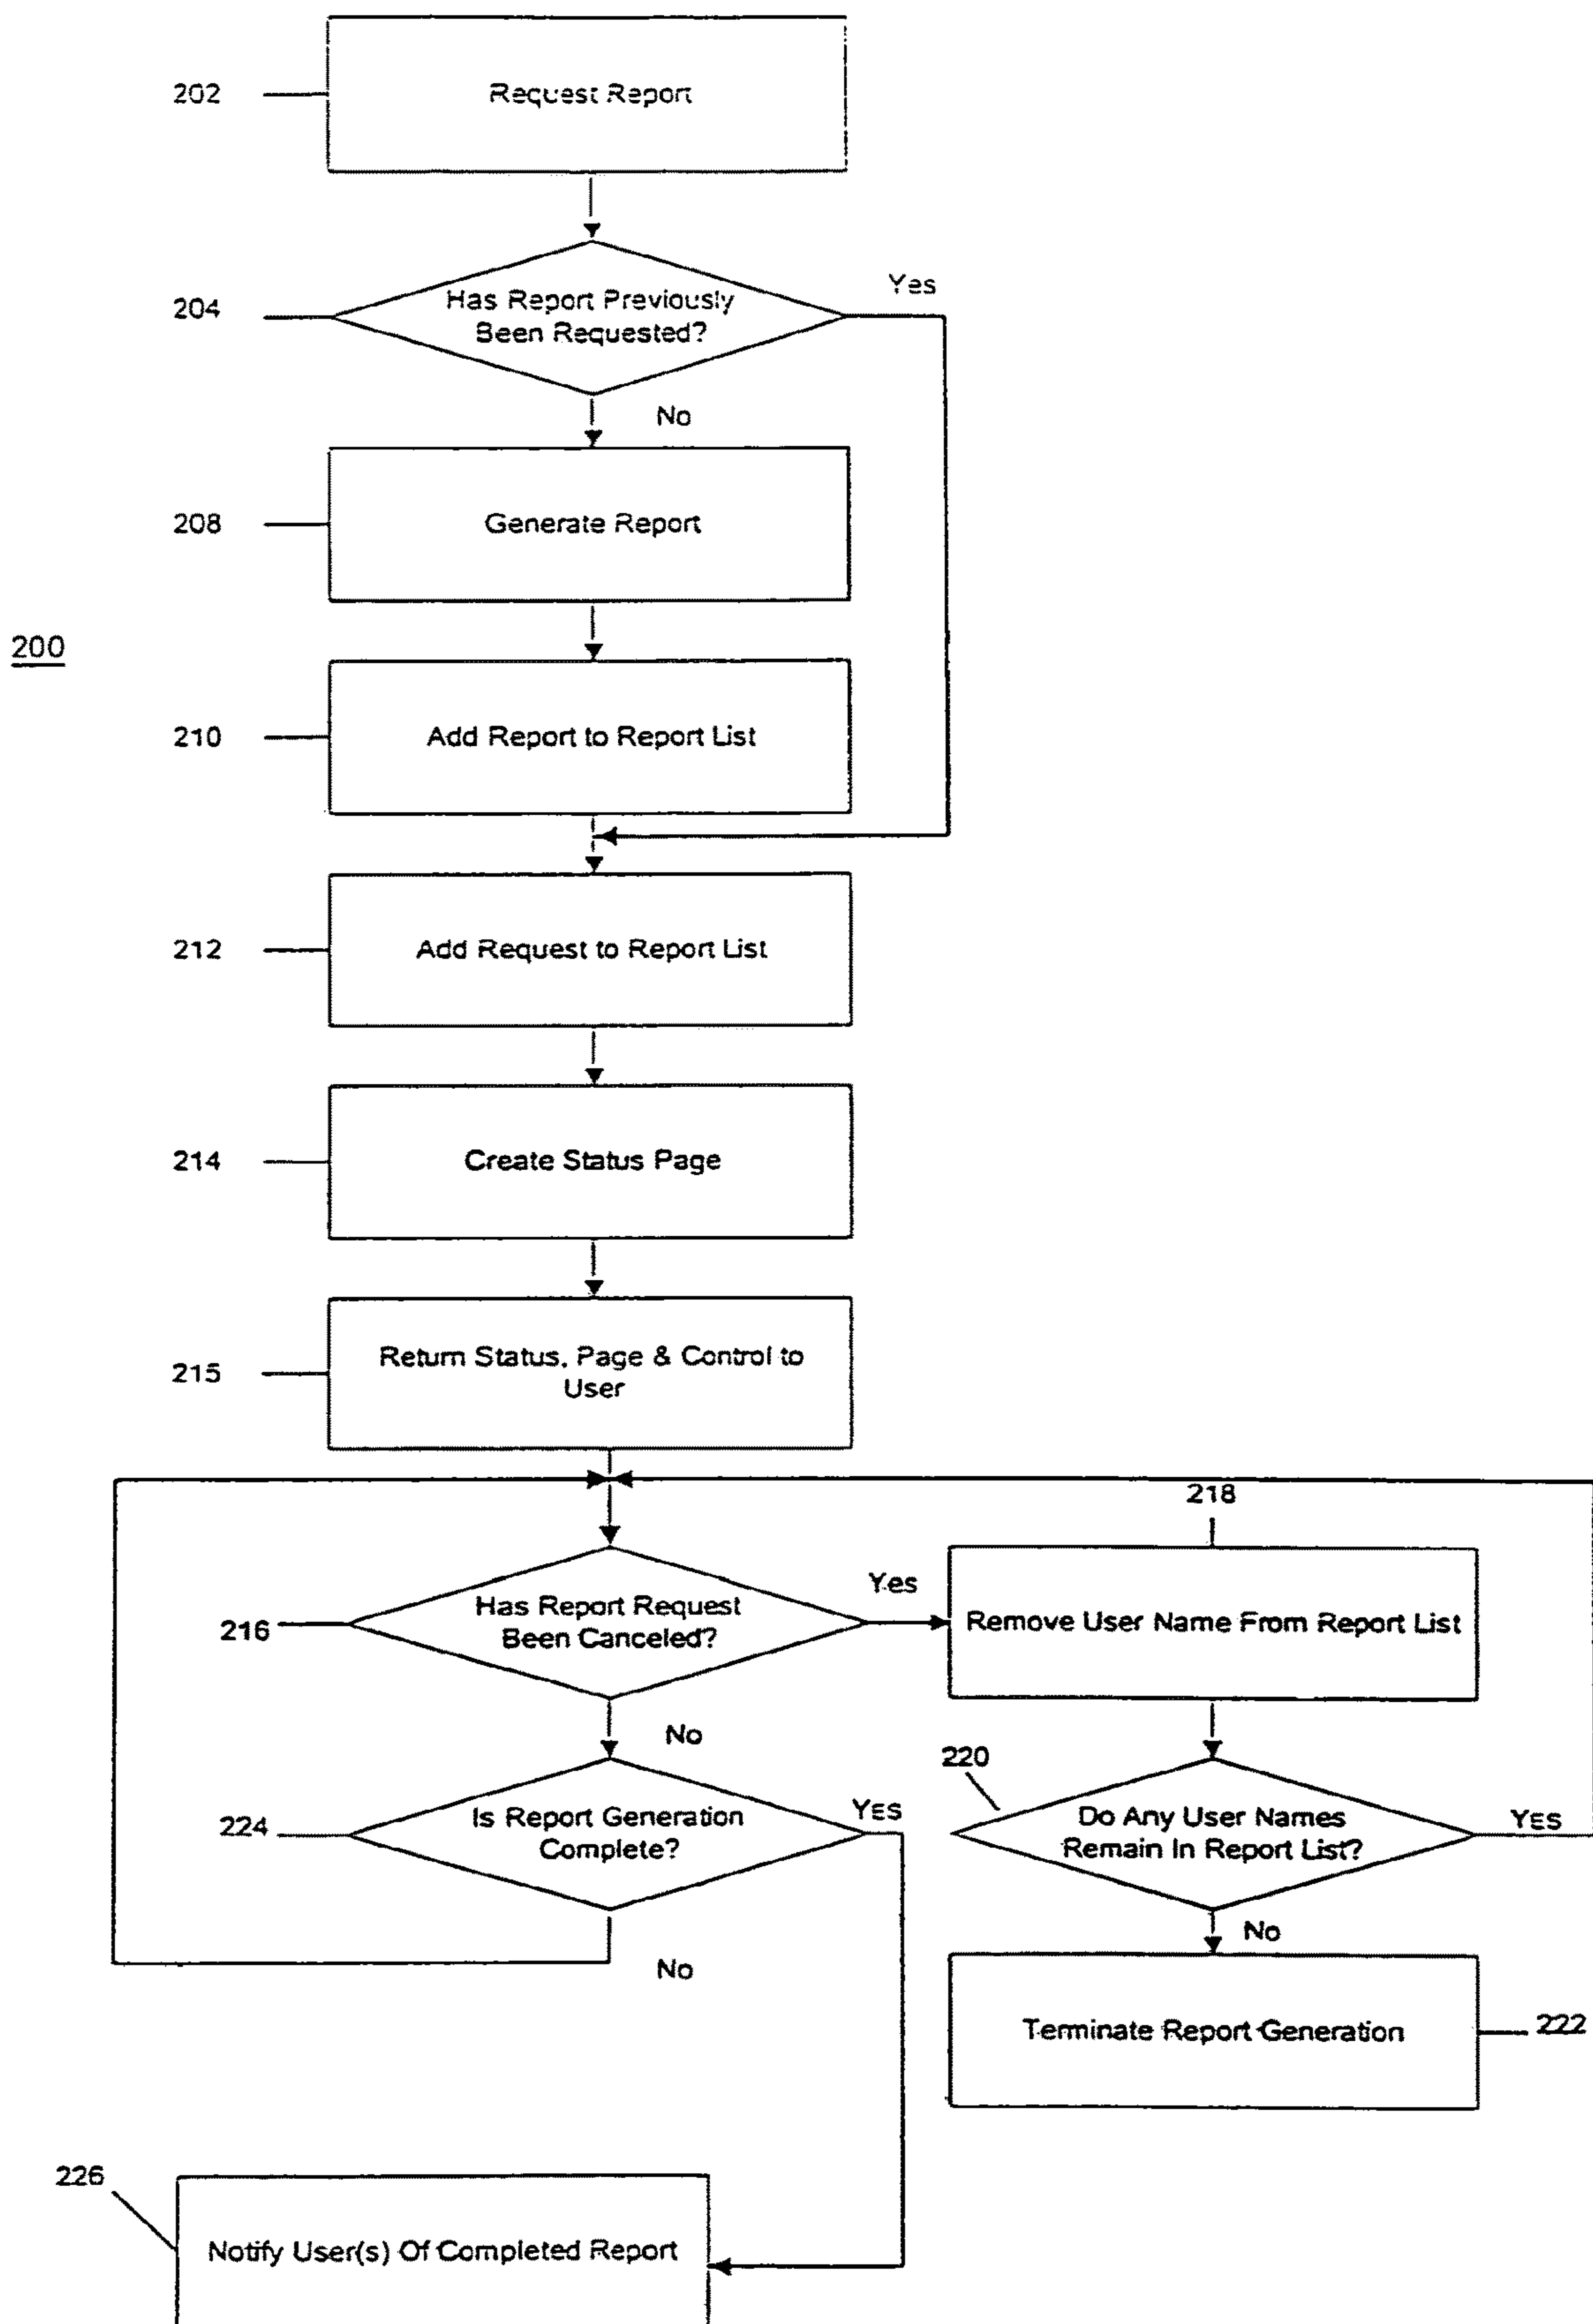 202
Request Report
204
Has Report Previously
Been Requested?
Yes
No
208
Generate Report
200
210
Add Report to Report List
212
Add Request to Report List
214
Create Status Page
215
Return Status, Page & Control to
User
218
216
Has Report Request
Been Canceled?
Yes
Remove User Name From Report List
No
220
224
Is Report Generation
Complete?
YES
Do Any User Names
Remain In Report List?
YES
No
No
Terminate Report Generation
222
226
Notify User(s) Of Completed Report